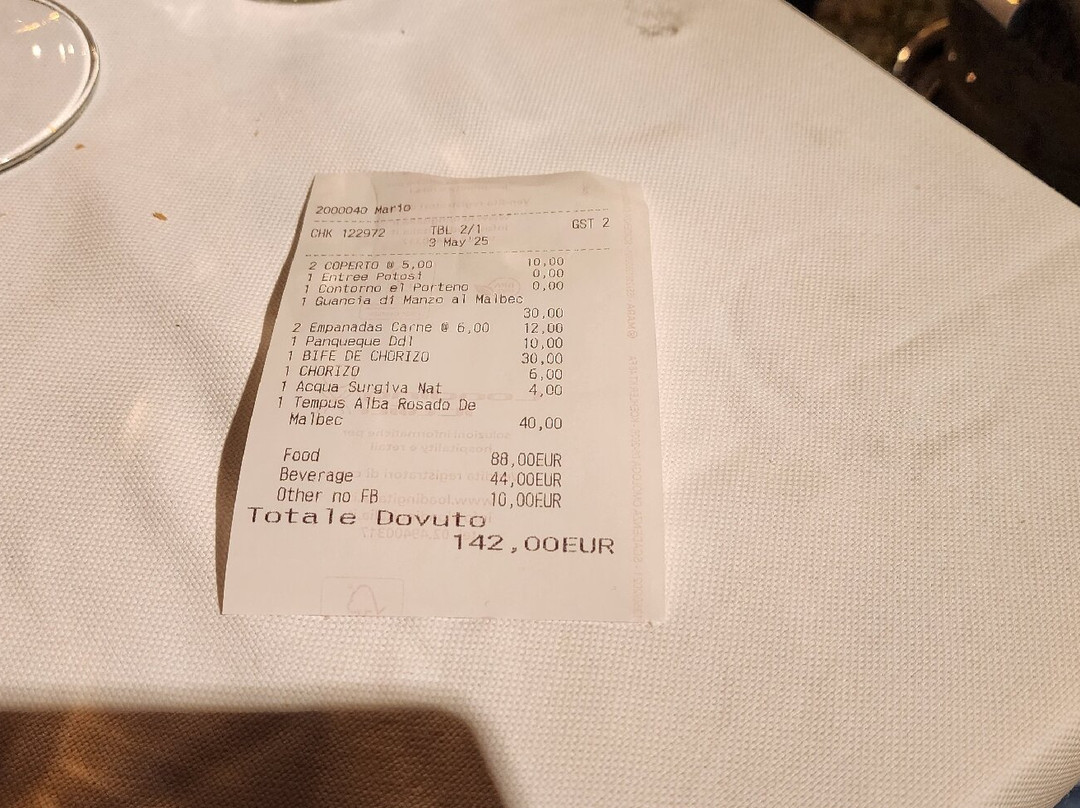 2000040 Mario
CHK 122972 TBL 2/1 GST 2
3 May'25
2 COPERTO @ 5,00 10,00
1 Entree Potosi 0,00
1 Contorno el Porteno 0,00
1 Guancia di Manzo al Malbec
30,00
2 Empanadas Carne @ 6,00 12,00
1 Panqueque Ddl 10,00
1 BIFE DE CHORIZO 30,00
1 CHORIZO 6,00
1 Acqua Surgiva Nat 4,00
1 Tempus Alba Rosado De
Malbec 40,00
Food 88,00EUR
Beverage 44,00EUR
Other no FB 10,00EUR
Totale Dovuto
142,00EUR